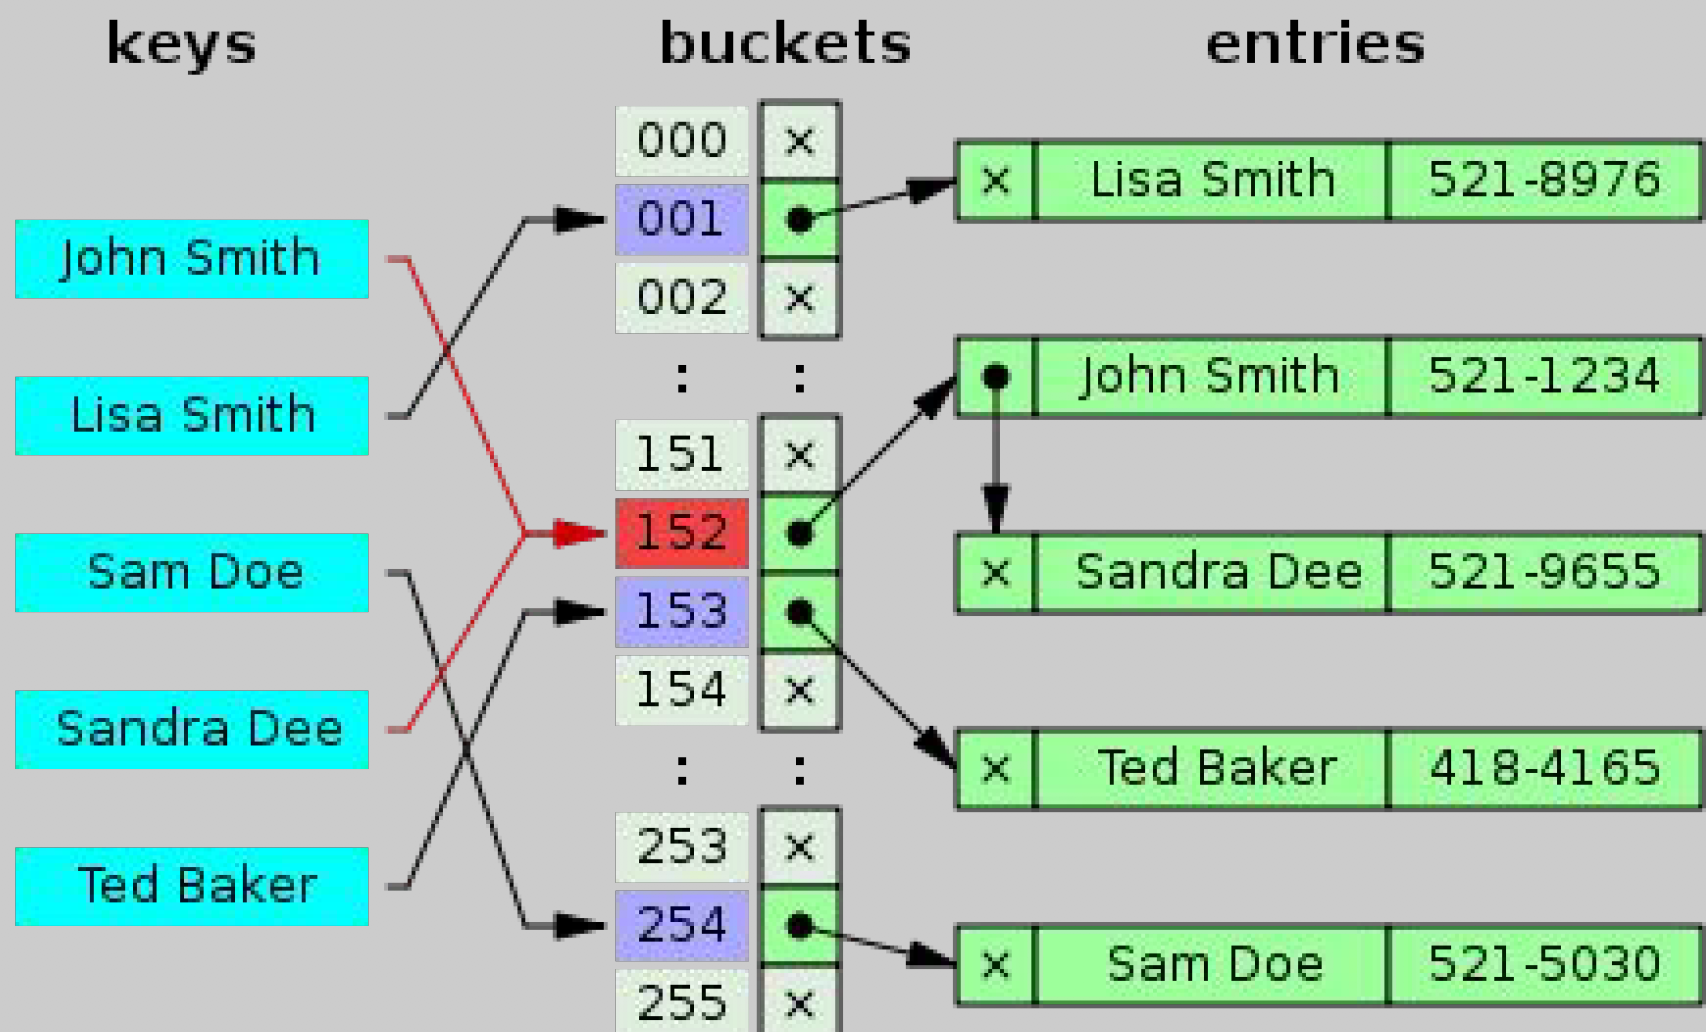 keys buckets entries
000 ×
001
002 ×
: :
151 ×
152
153
154 ×
: :
253 ×
254
255 ×
John Smith
Lisa Smith
Sam Doe
Sandra Dee
Ted Baker
× Lisa Smith 521-8976
John Smith 521-1234
× Sandra Dee 521-9655
× Ted Baker 418-4165
× Sam Doe 521-5030